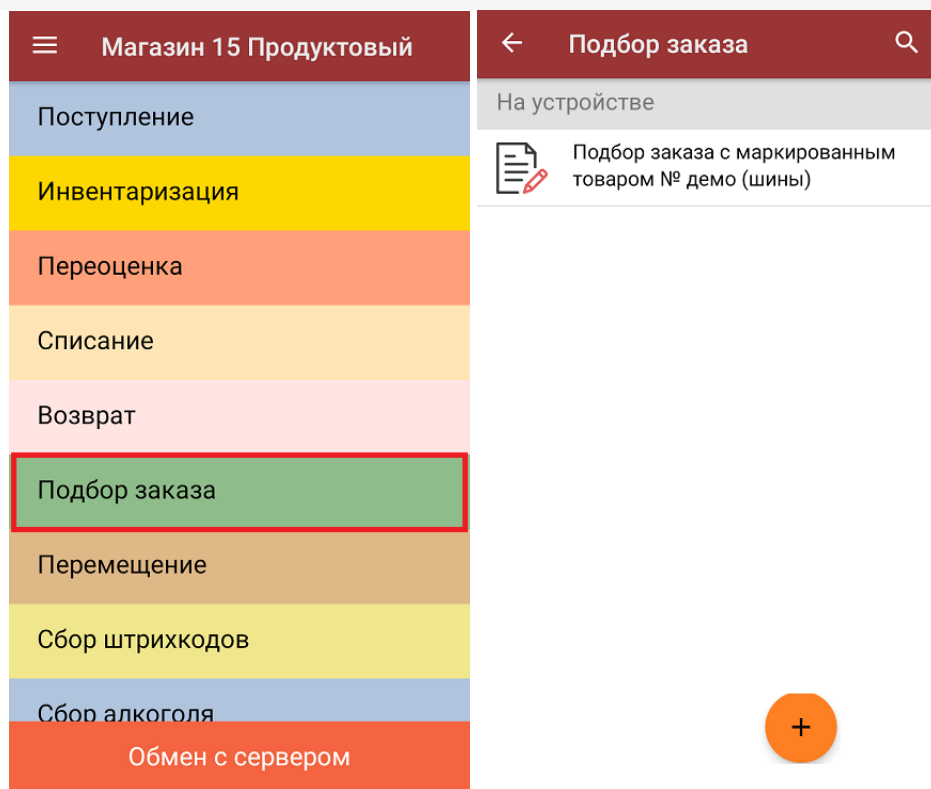 Магазин 15 Продуктовый
Поступление
Инвентаризация
Переоценка
Списание
Возврат
Подбор заказа
Перемещение
Сбор штрихкодов
Сбор алкоголя
Обмен с сервером
Подбор заказа
На устройстве
Подбор заказа с маркированным
товаром № демо (шины)
+